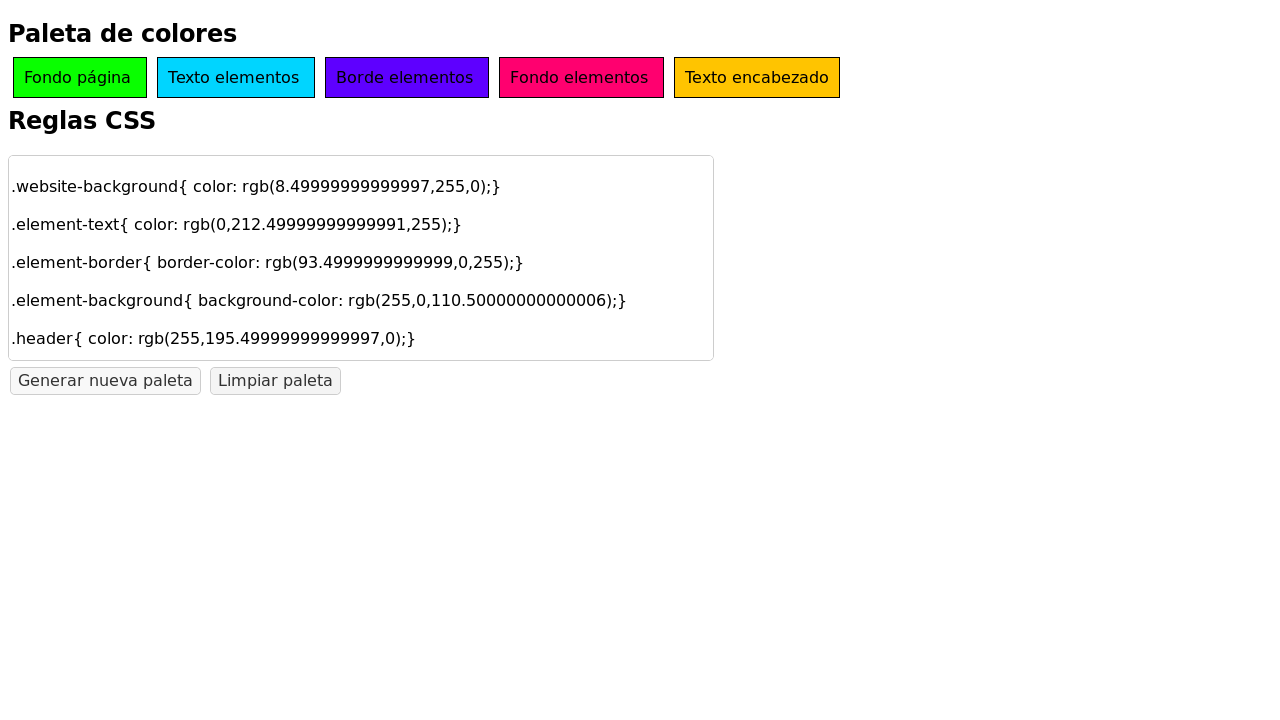 Paleta de colores
Fondo página Texto elementos Borde elementos Fondo elementos Texto encabezado
Reglas CSS
.website-background{ color: rgb(8.49999999999997,255,0);}
.element-text{ color: rgb(0,212.49999999999991,255);}
.element-border{ border-color: rgb(93.4999999999999,0,255);}
.element-background{ background-color: rgb(255,0,110.50000000000006);}
.header{ color: rgb(255,195.49999999999997,0);}
Generar nueva paleta Limpiar paleta